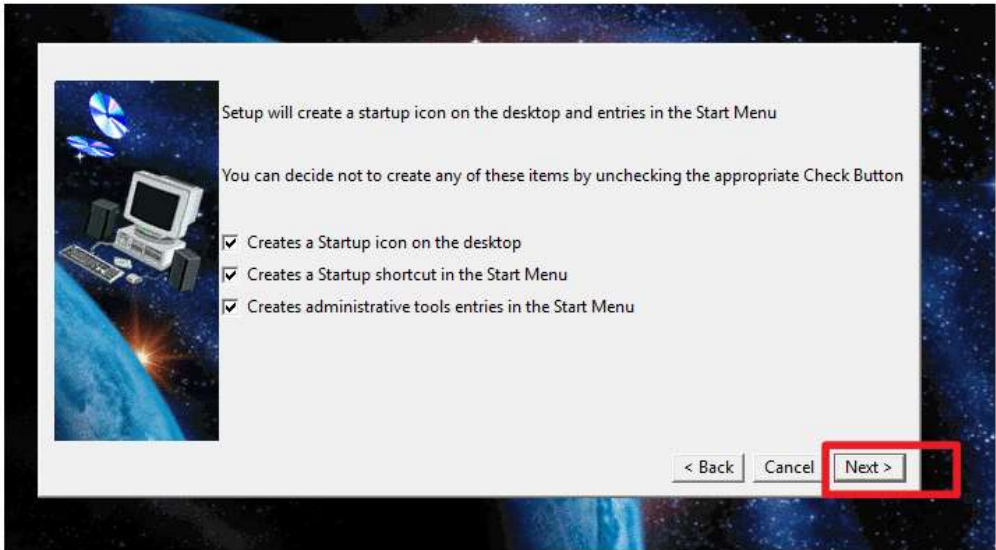 Setup will create a startup icon on the desktop and entries in the Start Menu
You can decide not to create any of these items by unchecking the appropriate Check Button
Creates a Startup icon on the desktop
Creates a Startup shortcut in the Start Menu
Creates administrative tools entries in the Start Menu
< Back Cancel Next >